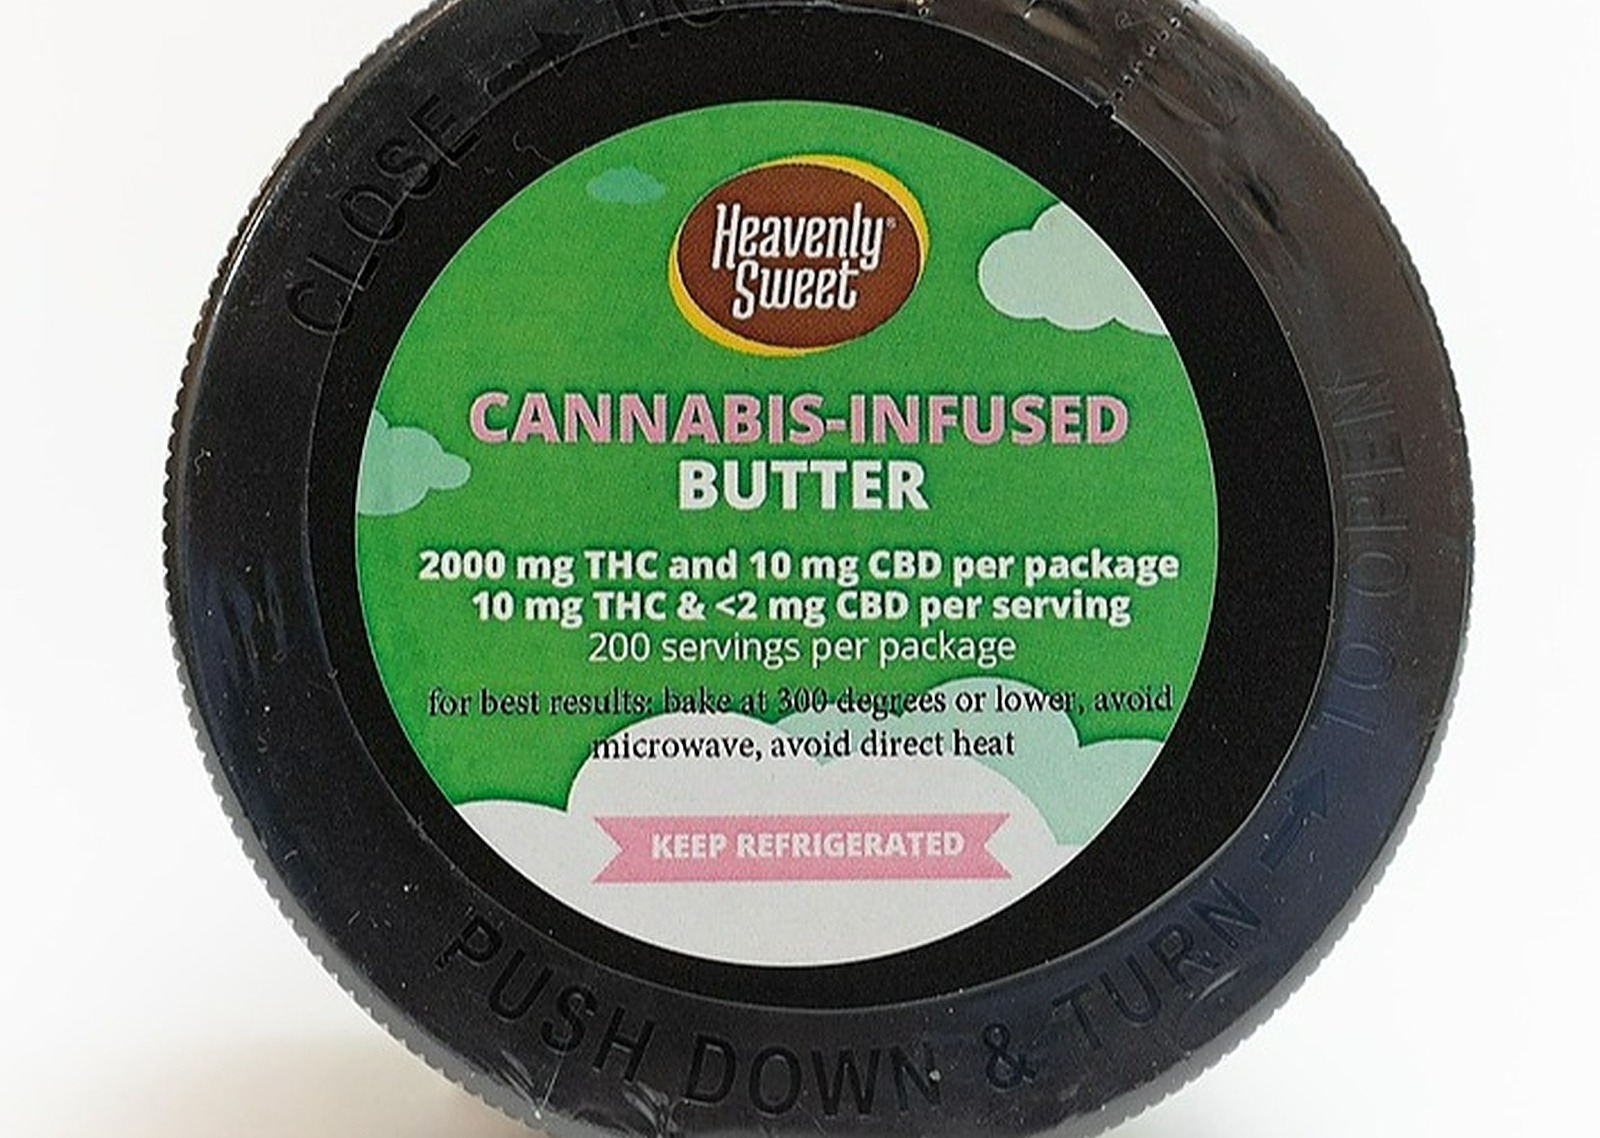 CLOSE
Heavenly®
Sweet
CANNABIS-INFUSED
BUTTER
2000 mg THC and 10 mg CBD per package
10 mg THC & <2 mg CBD per serving
200 servings per package
for best results: bake at 300 degrees or lower, avoid
microwave, avoid direct heat
KEEP REFRIGERATED
PUSH DOWN & TURN → TO OPEN